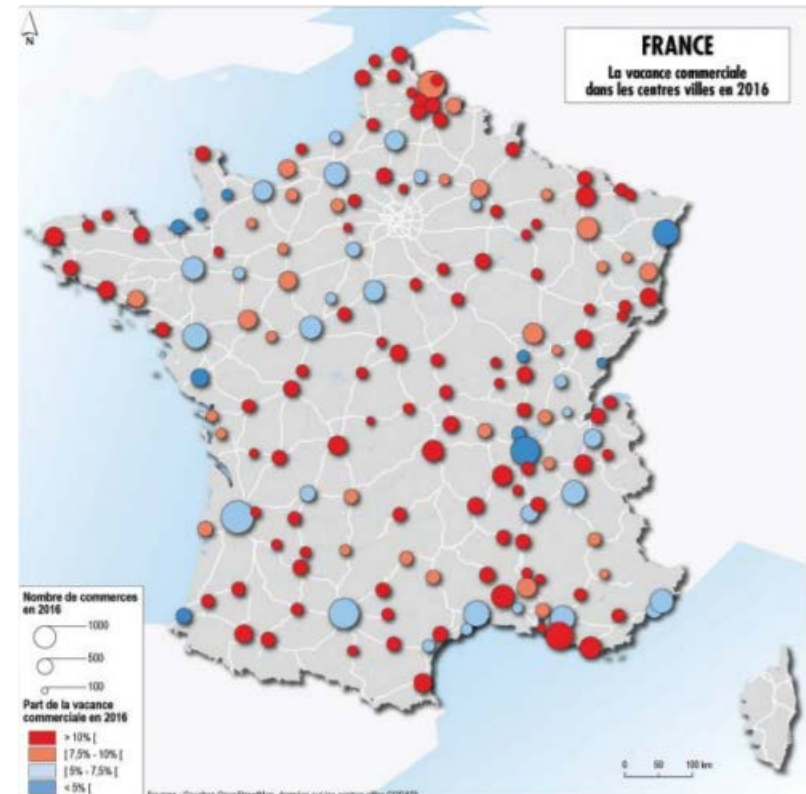 N
FRANCE
La vacance commerciale
dans les centres villes en 2016
Nombre de commerces
en 2016
1000
500
100
Part de la vacance
commerciale en 2016
> 10% [
[ 7,5% - 10% [
[ 5% - 7,5% [
< 5% [
0 50 100 km